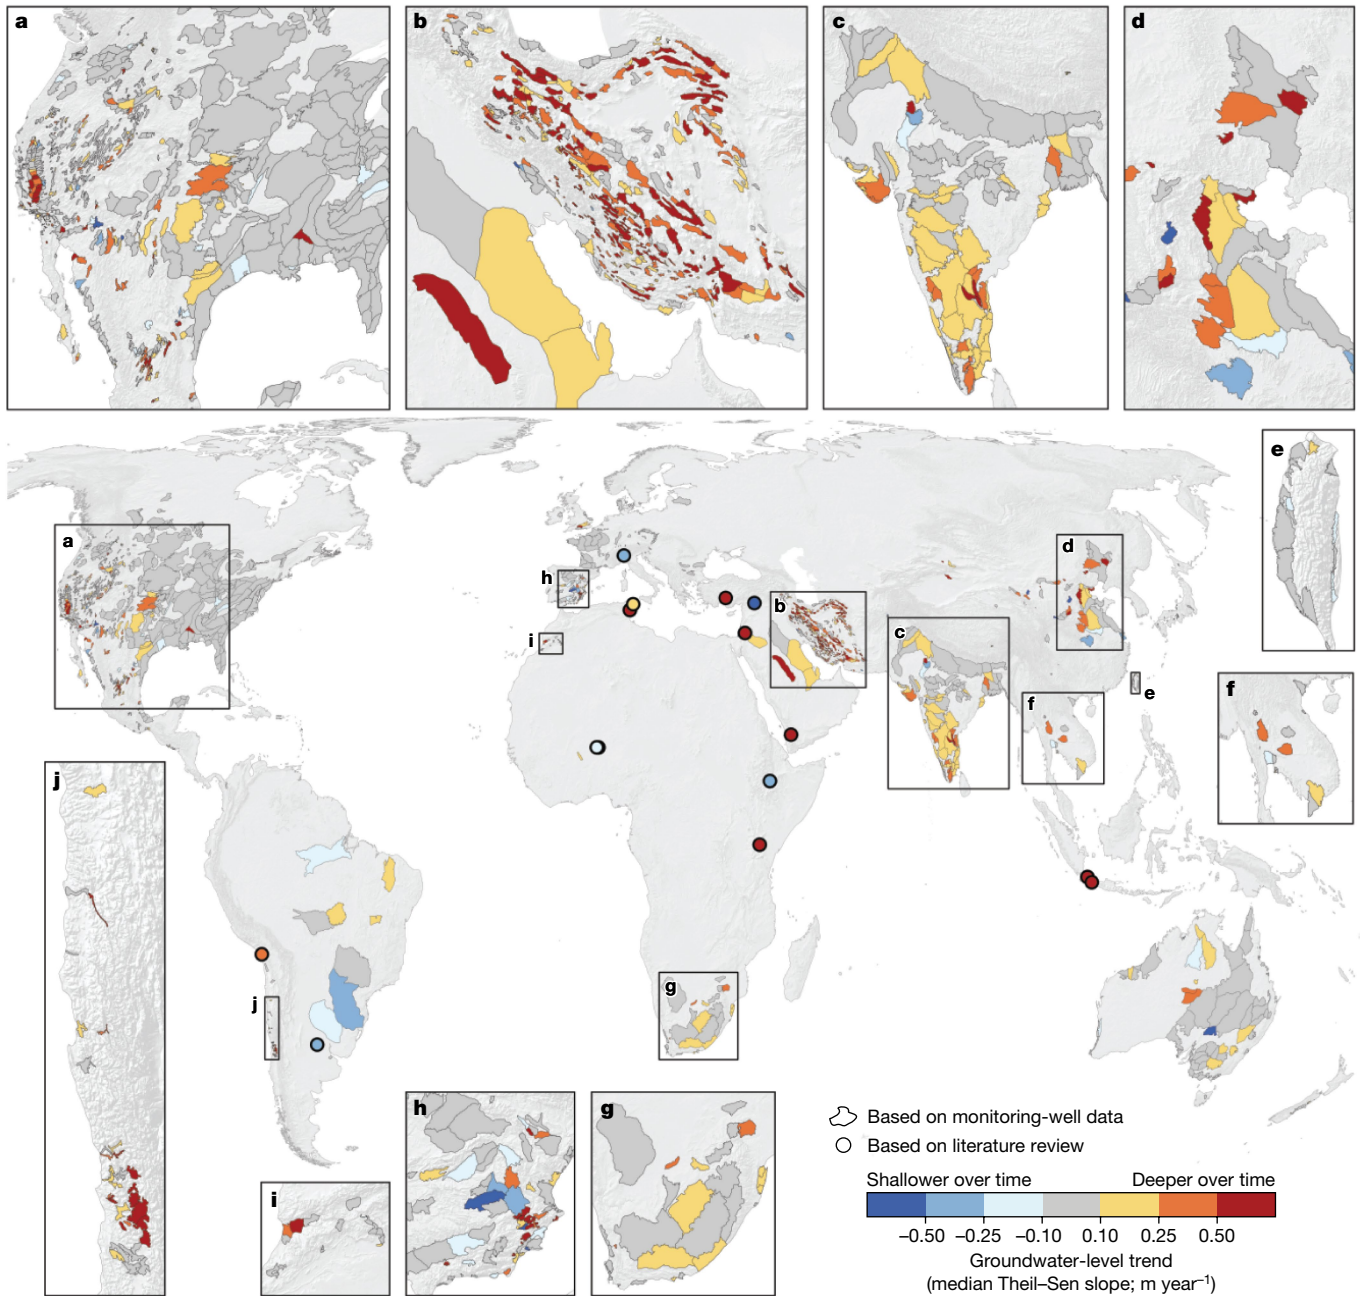 a
b
c
d
e
a
h
i
b
c
d
e
f
f
j
j
g
h
g
i
Based on monitoring-well data
Based on literature review
Shallower over time Deeper over time
−0.50 −0.25 −0.10 0.10 0.25 0.50
Groundwater-level trend
(median Theil–Sen slope; m year⁻¹)